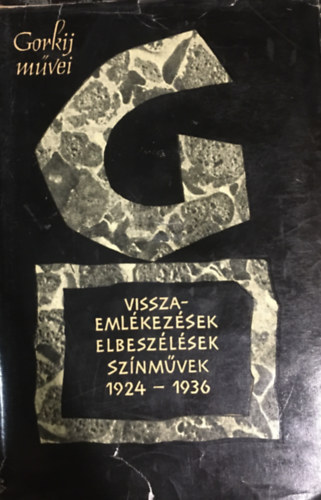 Gorkij
művei
G
VISSZA-
EMLÉKEZÉSEK
ELBESZÉLÉSEK
SZÍNMŰVEK
1924 – 1936